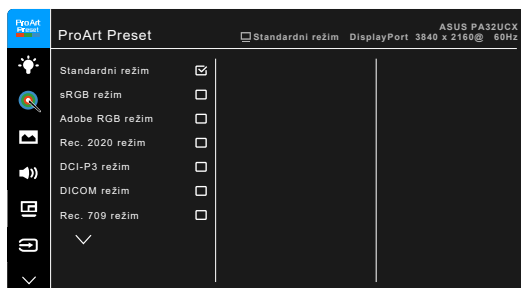 ProArt
Preset
ProArt Preset
ASUS PA32UCX
Standardni režim DisplayPort 3840 x 2160@ 60Hz
Standardni režim
sRGB režim
Adobe RGB režim
Rec. 2020 režim
DCI-P3 režim
DICOM režim
Rec. 709 režim